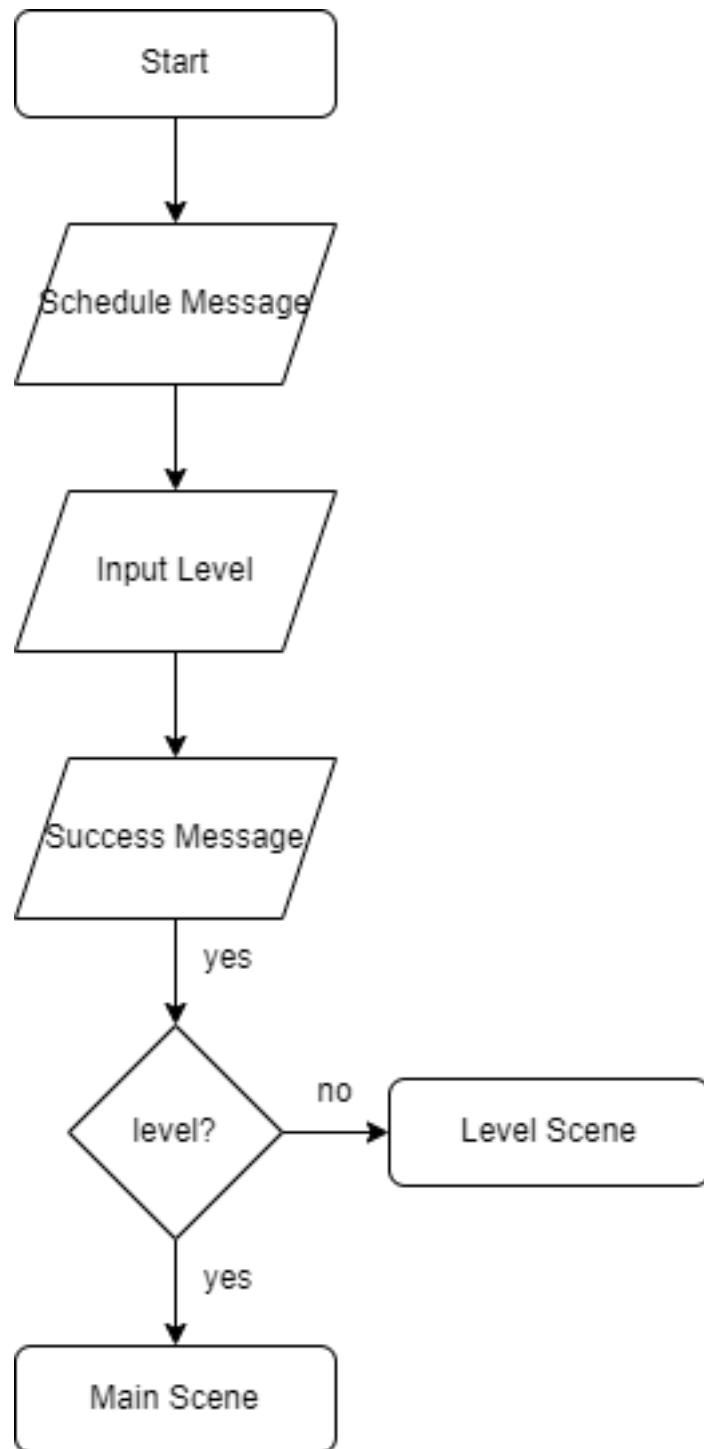 Start
Schedule Message
Input Level
Success Message
yes
level?
no
Level Scene
yes
Main Scene